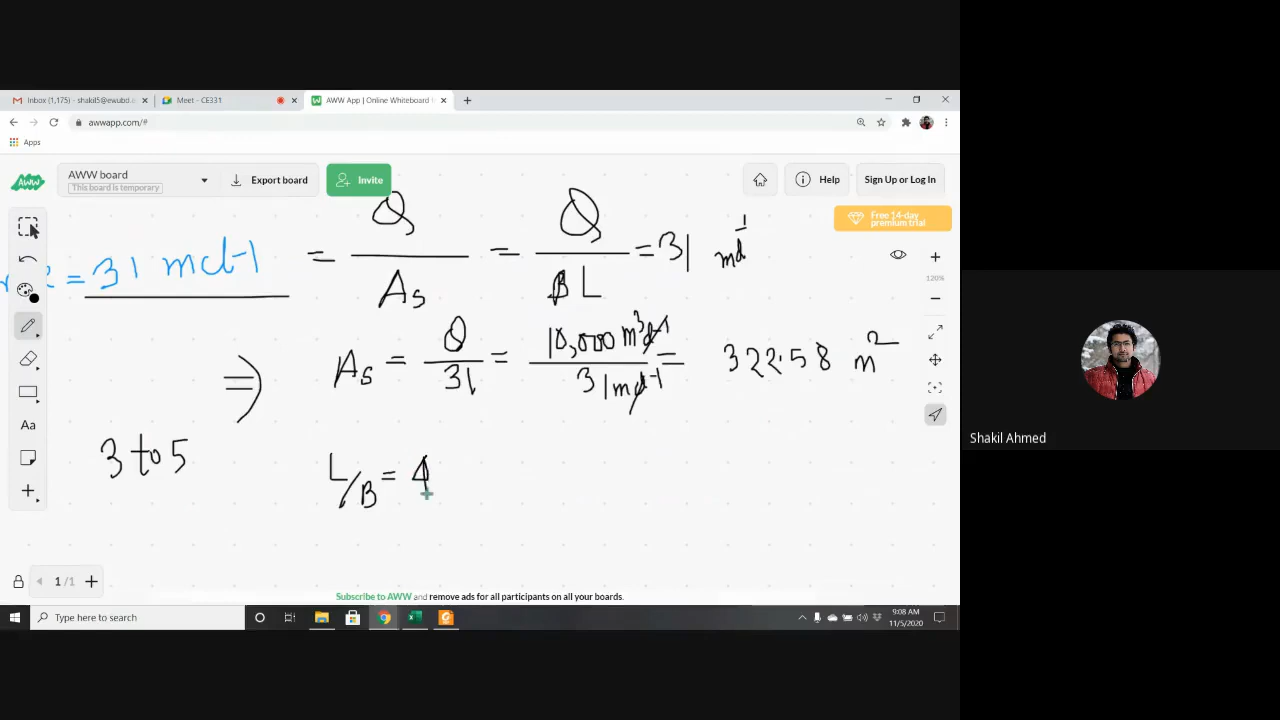 Inbox (1,175) - shakil5@ewubd.e
Meet - CE331
AWW App | Online Whiteboard
awwapp.com/#
Apps
AWW
AWW board
This board is temporary
Export board
Invite
Help
Sign Up or Log In
Free 14-day
premium trial
120%
= 31 md-1 = Q/As = Q/BL = 31 md-1
⇒ As = Q/31 = 10,000 m³d-1/31 md-1 = 322.58 m²
3 to 5
L/B = 4
Aa
1 /1
Subscribe to AWW and remove ads for all participants on all your boards.
Type here to search
9:08 AM
11/5/2020
Shakil Ahmed